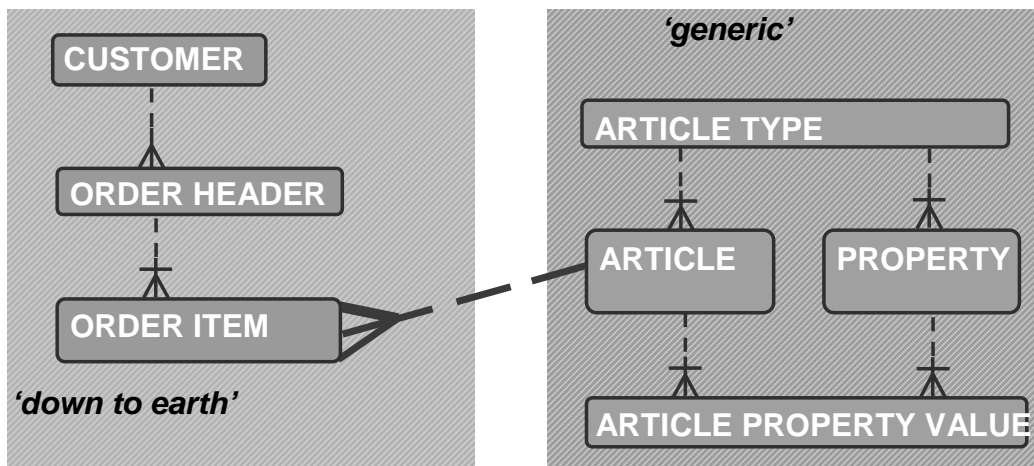 CUSTOMER
ORDER HEADER
ORDER ITEM
‘down to earth’
‘generic’
ARTICLE TYPE
ARTICLE
PROPERTY
ARTICLE PROPERTY VALUE